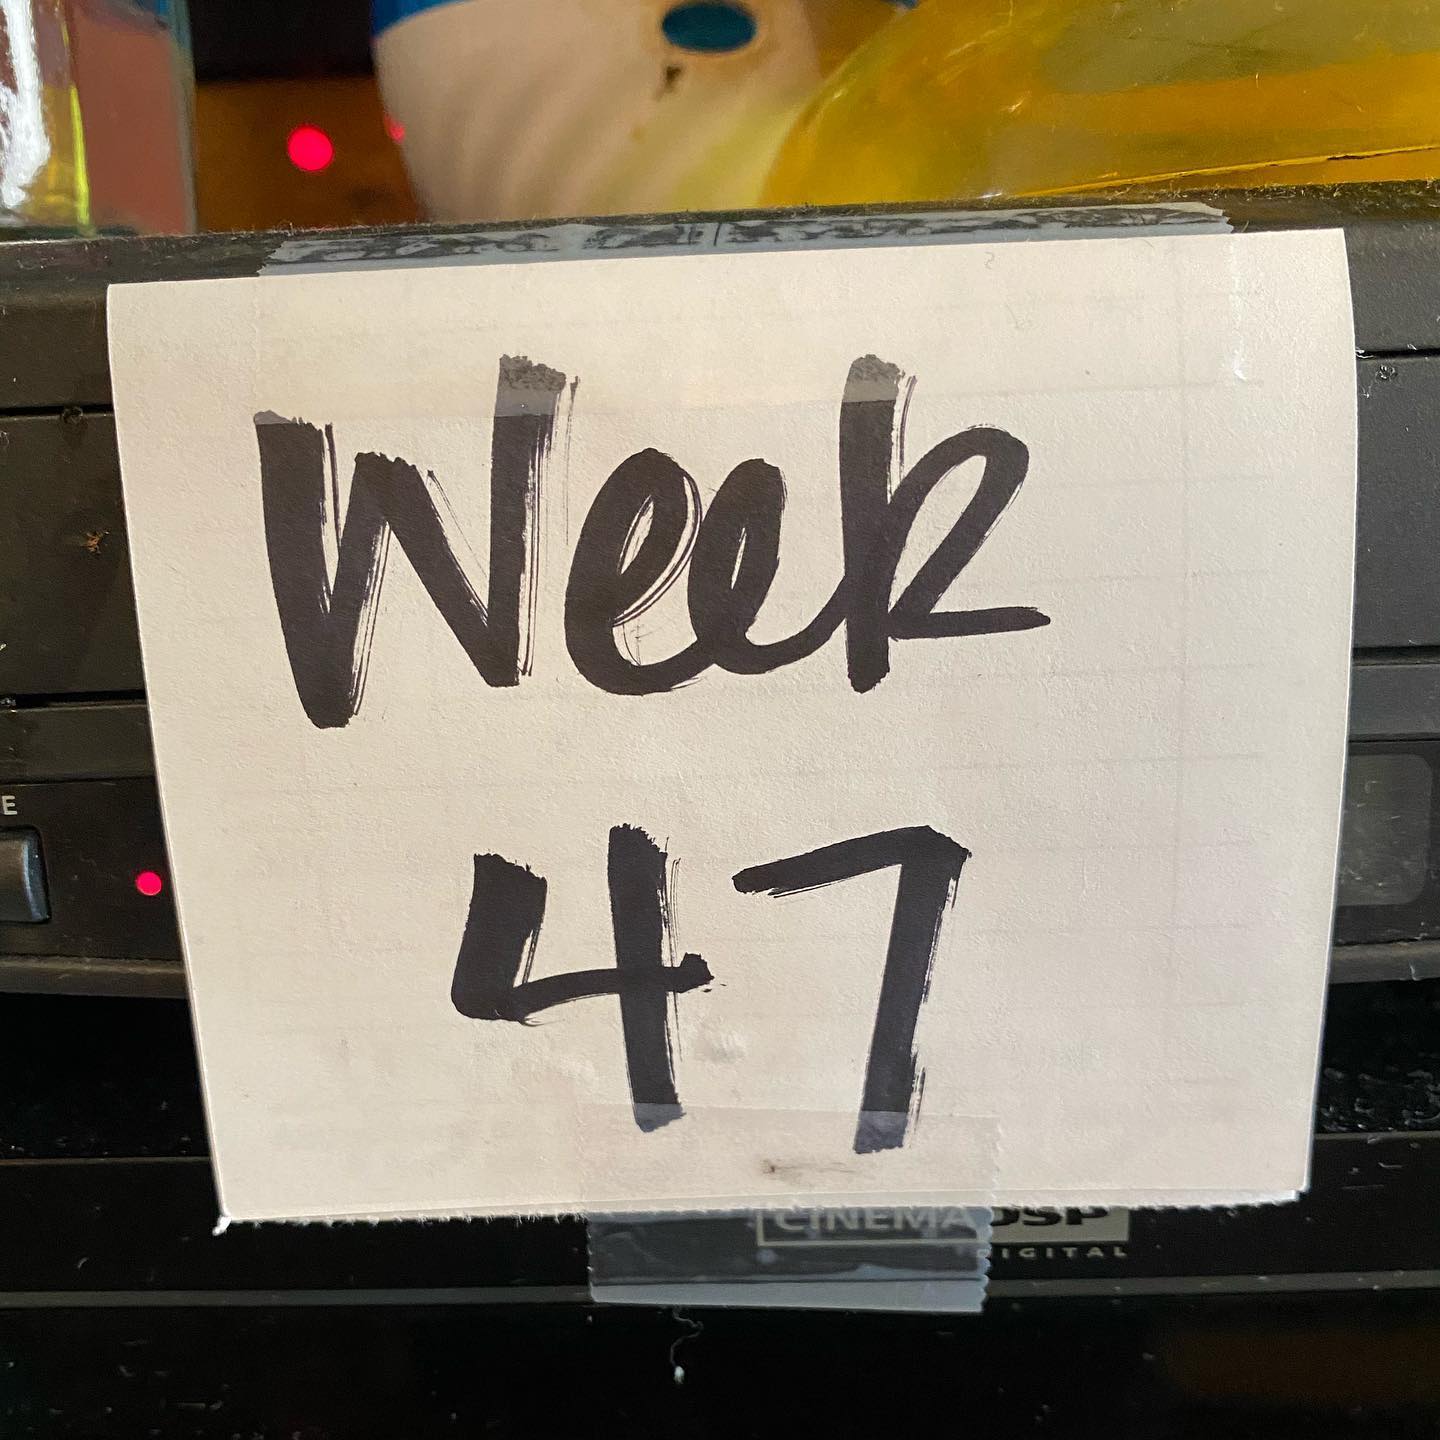 Week
47
E
CINEMA DSP
DIGITAL